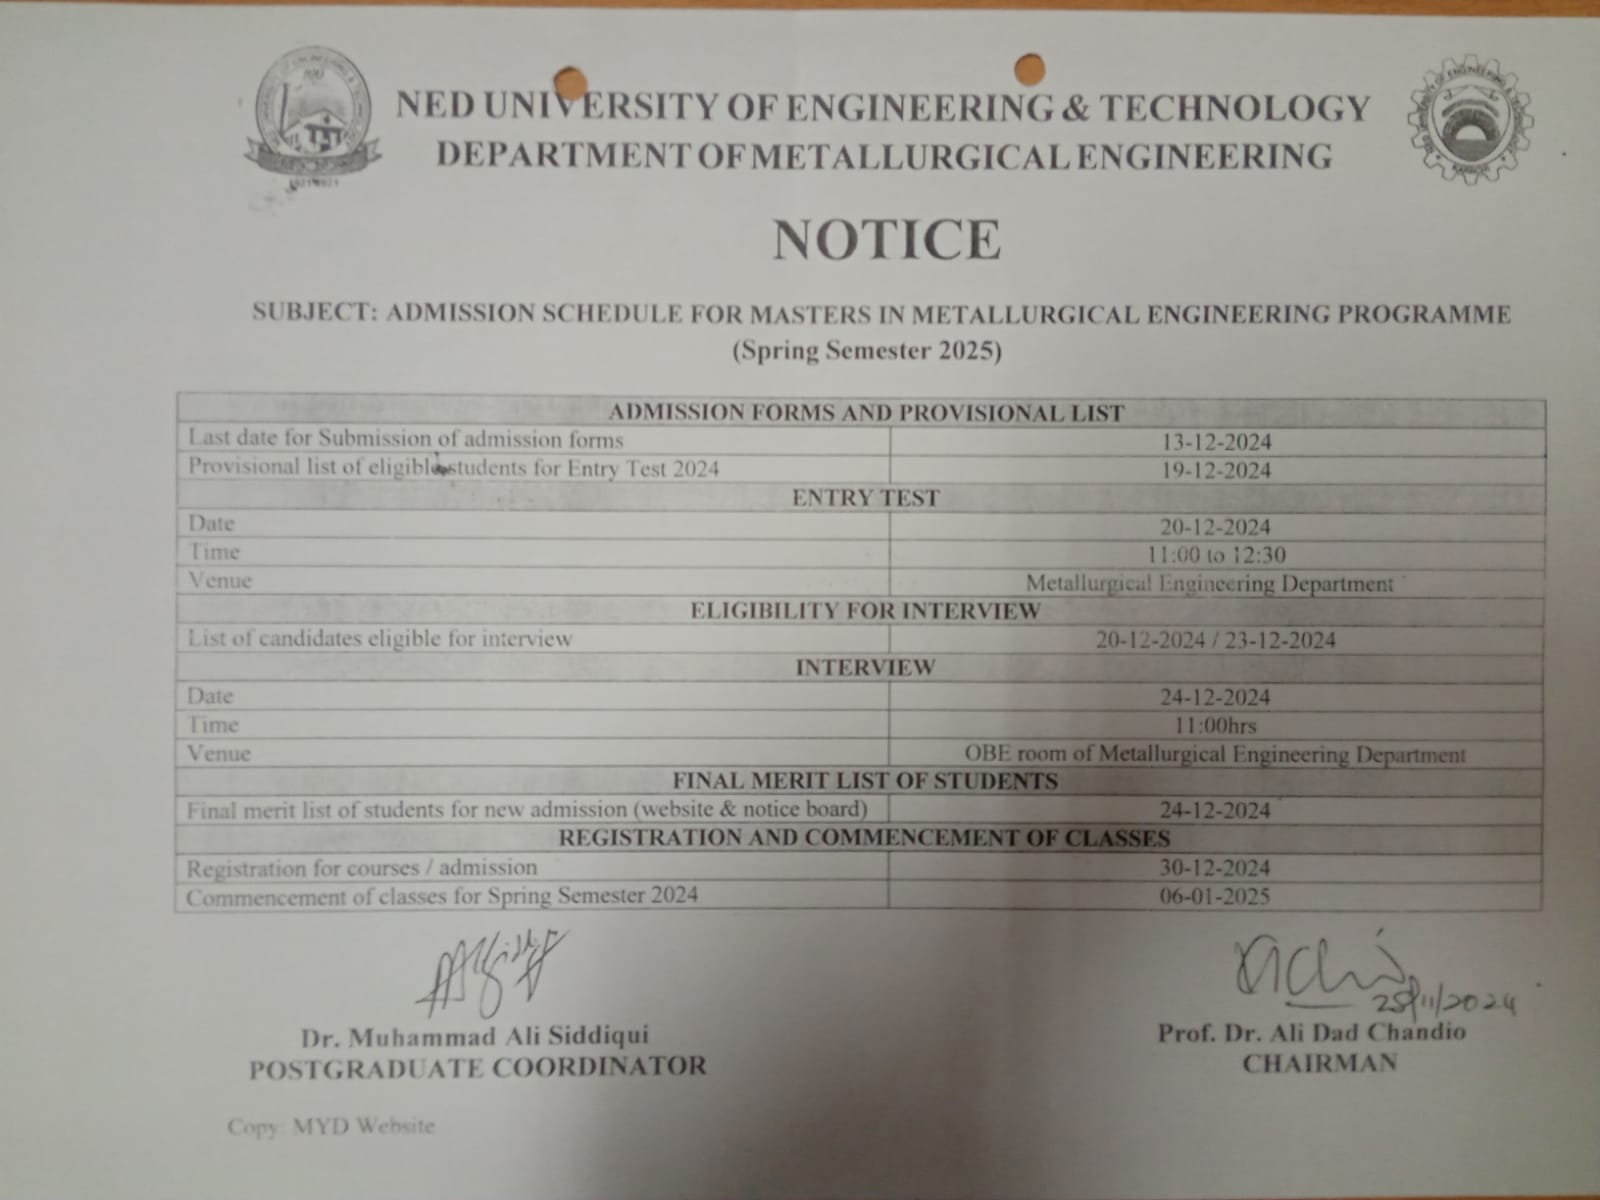 NED UNIVERSITY OF ENGINEERING & TECHNOLOGY
DEPARTMENT OF METALLURGICAL ENGINEERING
NOTICE
SUBJECT: ADMISSION SCHEDULE FOR MASTERS IN METALLURGICAL ENGINEERING PROGRAMME
(Spring Semester 2025)
ADMISSION FORMS AND PROVISIONAL LIST
Last date for Submission of admission forms 13-12-2024
Provisional list of eligible students for Entry Test 2024 19-12-2024
ENTRY TEST
Date 20-12-2024
Time 11:00 to 12:30
Venue Metallurgical Engineering Department
ELIGIBILITY FOR INTERVIEW
List of candidates eligible for interview 20-12-2024 / 23-12-2024
INTERVIEW
Date 24-12-2024
Time 11:00hrs
Venue OBE room of Metallurgical Engineering Department
FINAL MERIT LIST OF STUDENTS
Final merit list of students for new admission (website & notice board) 24-12-2024
REGISTRATION AND COMMENCEMENT OF CLASSES
Registration for courses / admission 30-12-2024
Commencement of classes for Spring Semester 2024 06-01-2025
25/11/2024
Dr. Muhammad Ali Siddiqui Prof. Dr. Ali Dad Chandio
POSTGRADUATE COORDINATOR CHAIRMAN
Copy: MYD Website